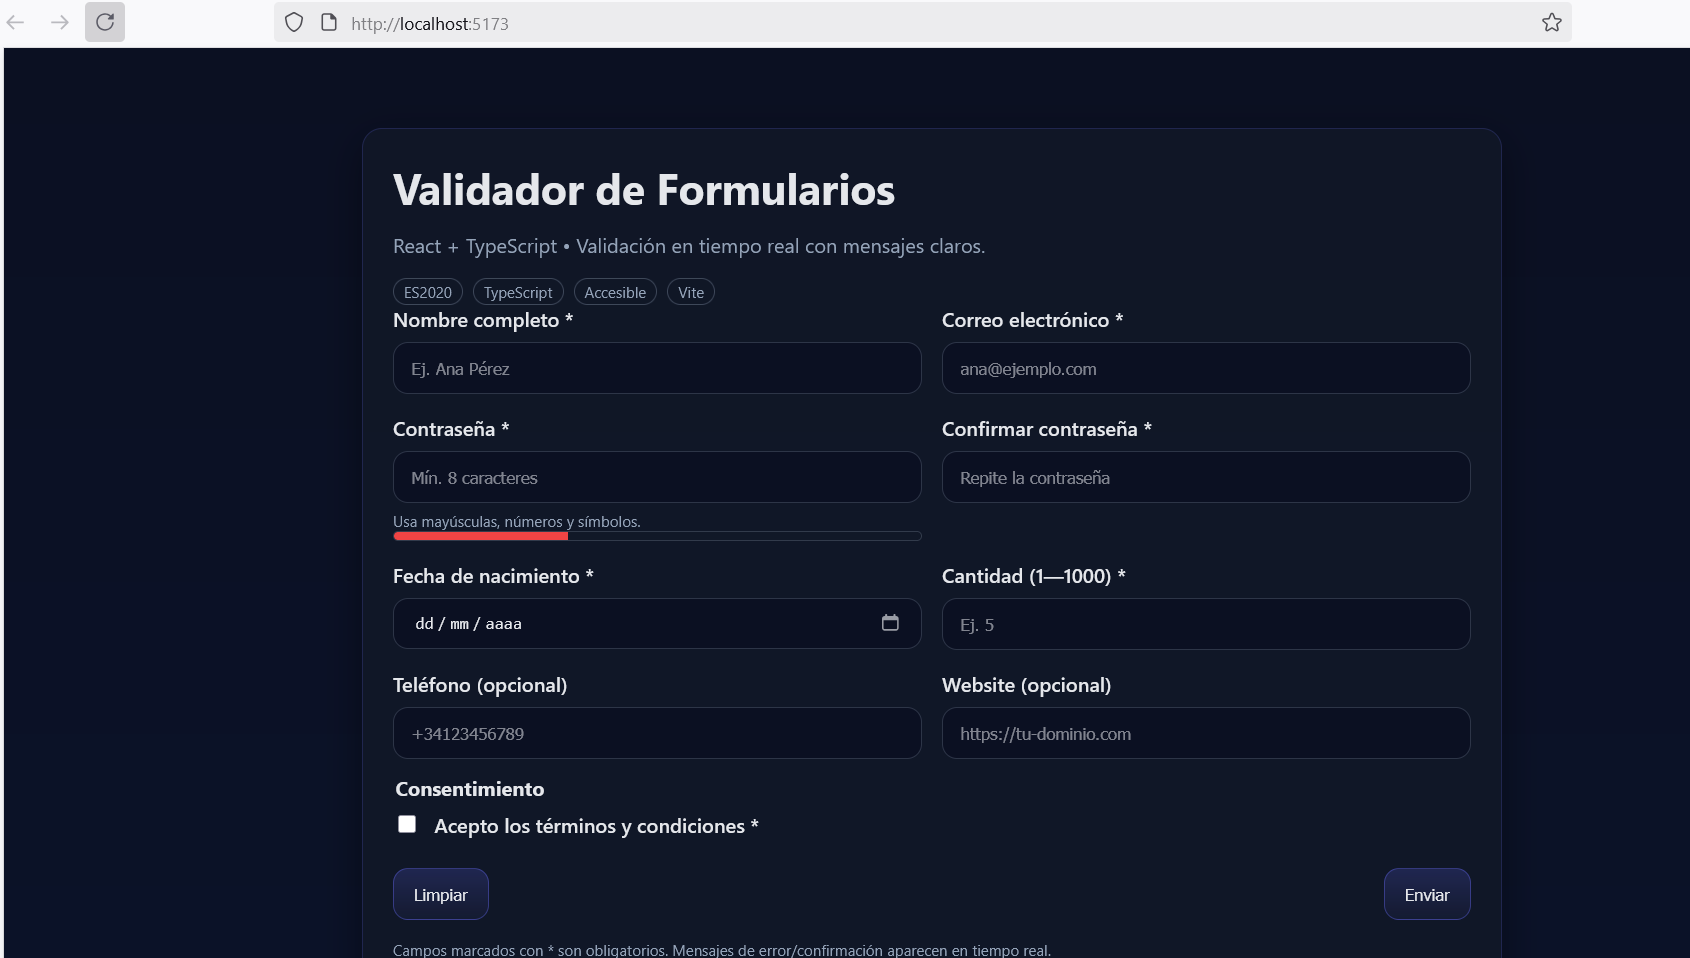 http://localhost:5173
Validador de Formularios
React + TypeScript • Validación en tiempo real con mensajes claros.
ES2020 TypeScript Accesible Vite
Nombre completo * Correo electrónico *
Ej. Ana Pérez ana@ejemplo.com
Contraseña * Confirmar contraseña *
Mín. 8 caracteres Repite la contraseña
Usa mayúsculas, números y símbolos.
Fecha de nacimiento * Cantidad (1—1000) *
dd / mm / aaaa Ej. 5
Teléfono (opcional) Website (opcional)
+34123456789 https://tu-dominio.com
Consentimiento
Acepto los términos y condiciones *
Limpiar Enviar
Campos marcados con * son obligatorios. Mensajes de error/confirmación aparecen en tiempo real.